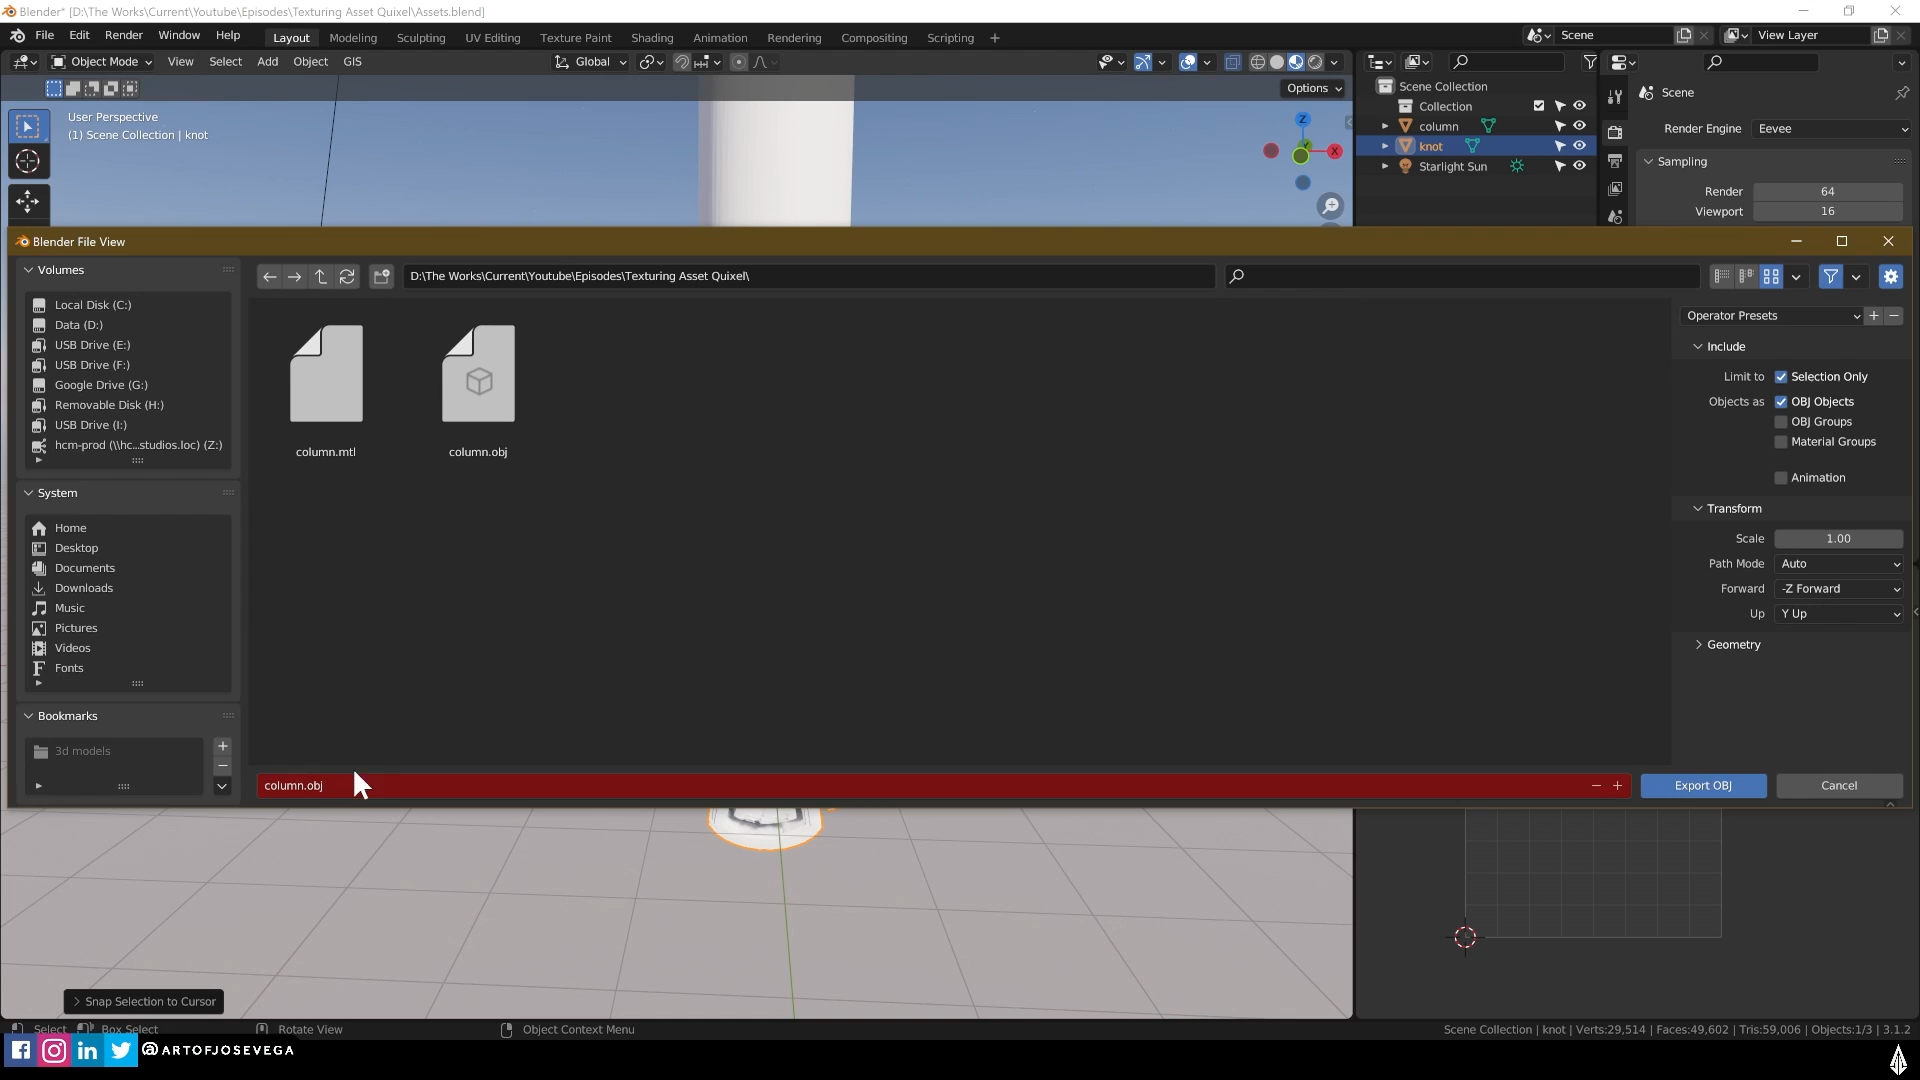 Blender* [D:\The Works\Current\Youtube\Episodes\Texturing Asset Quixel\Assets.blend]
File Edit Render Window Help Layout Modeling Sculpting UV Editing Texture Paint Shading Animation Rendering Compositing Scripting + Scene View Layer
Object Mode View Select Add Object GIS Global
Options
User Perspective
(1) Scene Collection | knot
Z
X
Scene Collection
Collection
column
knot
Starlight Sun
Scene
Render Engine Eevee
Sampling
Render 64
Viewport 16
Blender File View
Volumes
Local Disk (C:)
Data (D:)
USB Drive (E:)
USB Drive (F:)
Google Drive (G:)
Removable Disk (H:)
USB Drive (I:)
hcm-prod (\\hc...studios.loc) (Z:)
System
Home
Desktop
Documents
Downloads
Music
Pictures
Videos
Fonts
Bookmarks
3d models
D:\The Works\Current\Youtube\Episodes\Texturing Asset Quixel\
column.mtl
column.obj
Operator Presets
Include
Limit to Selection Only
Objects as OBJ Objects
OBJ Groups
Material Groups
Animation
Transform
Scale 1.00
Path Mode Auto
Forward -Z Forward
Up Y Up
Geometry
column.obj
Export OBJ
Cancel
Snap Selection to Cursor
Select Box Select Rotate View Object Context Menu
Scene Collection | knot | Verts:29,514 | Faces:49,602 | Tris:59,006 | Objects:1/3 | 3.1.2
@ARTOFJOSEVEGA